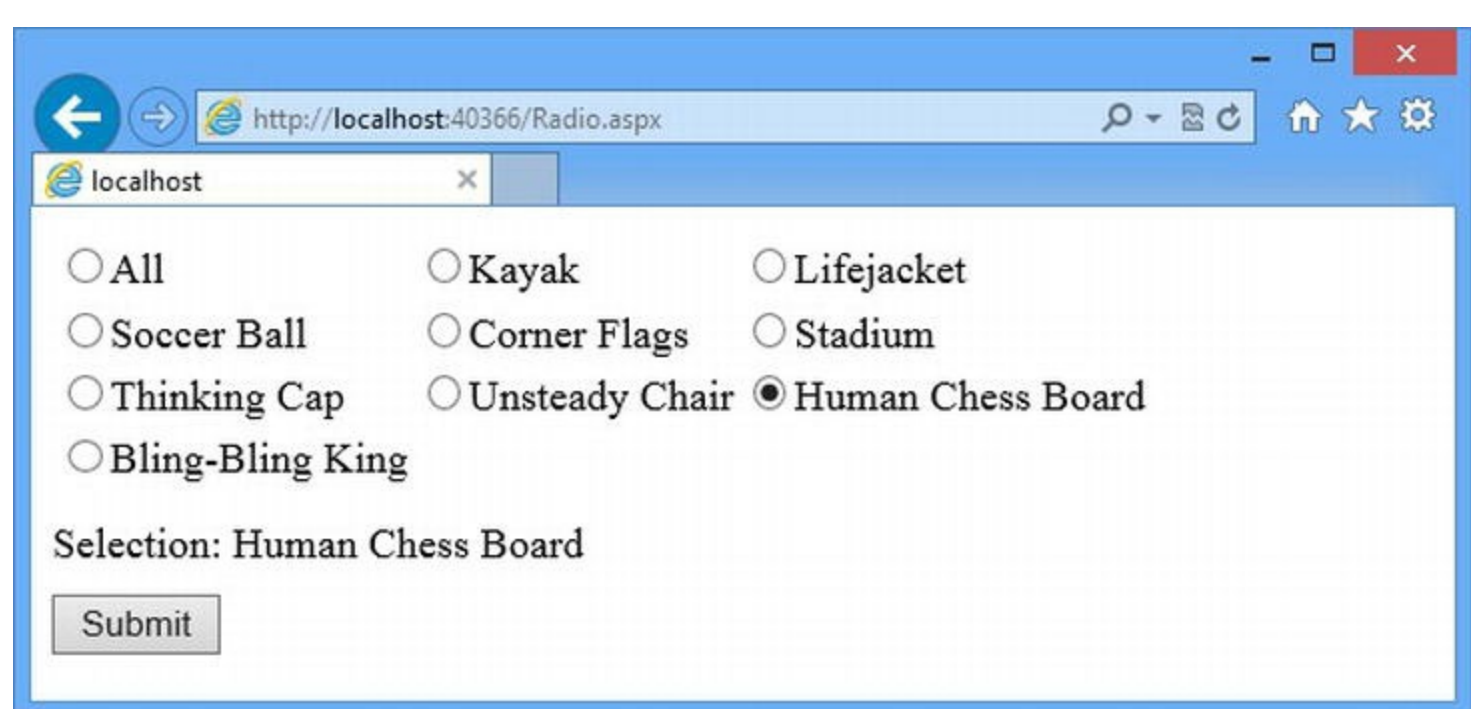 http://localhost:40366/Radio.aspx
localhost
All Kayak Lifejacket
Soccer Ball Corner Flags Stadium
Thinking Cap Unsteady Chair Human Chess Board
Bling-Bling King
Selection: Human Chess Board
Submit